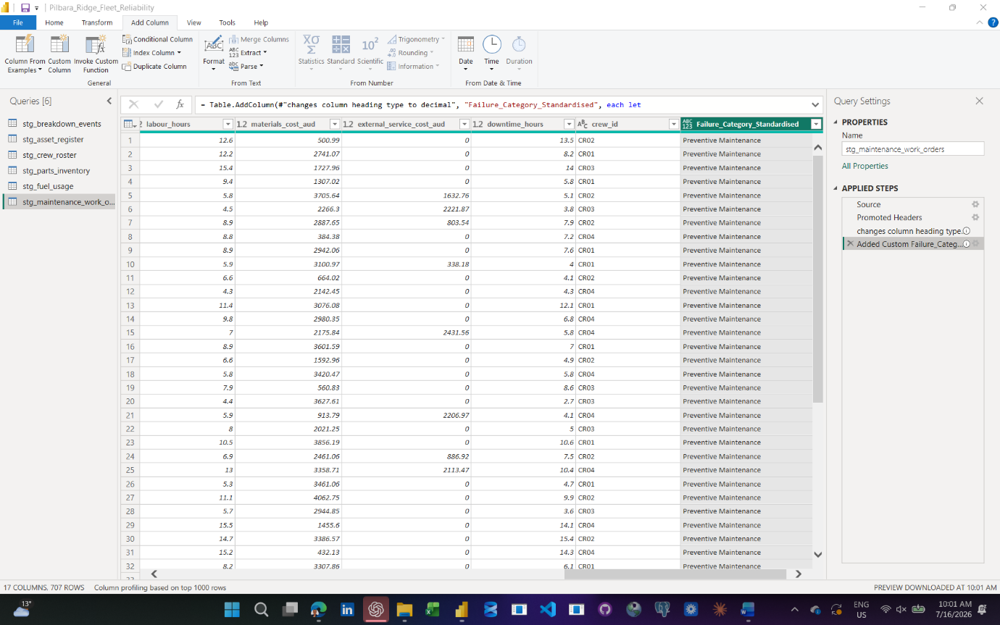 Pilbara_Ridge_Fleet_Reliability
File Home Transform Add Column View Tools Help
Column From Examples
Custom Column
Invoke Custom Function
Conditional Column
Index Column
Duplicate Column
General
Format
Merge Columns
Extract
Parse
From Text
Statistics
Standard
Scientific
Trigonometry
Rounding
Information
From Number
Date
Time
Duration
From Date & Time
Queries [6]
stg_breakdown_events
stg_asset_register
stg_crew_roster
stg_parts_inventory
stg_fuel_usage
stg_maintenance_work_o...
= Table.AddColumn(#"changes column heading type to decimal", "Failure_Category_Standardised", each let
labour_hours 1.2 materials_cost_aud 1.2 external_service_cost_aud 1.2 downtime_hours ABC crew_id ABC 123 Failure_Category_Standardised
1 12.6 500.99 0 13.5 CR02 Preventive Maintenance
2 12.2 2741.07 0 8.2 CR01 Preventive Maintenance
3 15.4 1727.96 0 14 CR03 Preventive Maintenance
4 9.4 1307.02 0 5.8 CR01 Preventive Maintenance
5 5.8 3705.64 1632.76 5.1 CR02 Preventive Maintenance
6 4.5 2266.3 2221.87 3.8 CR03 Preventive Maintenance
7 8.9 2887.65 803.54 7.9 CR02 Preventive Maintenance
8 8.8 384.38 0 7.2 CR04 Preventive Maintenance
9 8.9 2942.06 0 7.6 CR01 Preventive Maintenance
10 5.9 3100.97 338.18 4 CR01 Preventive Maintenance
11 6.6 664.02 0 4.1 CR02 Preventive Maintenance
12 4.3 2142.45 0 4.3 CR04 Preventive Maintenance
13 11.4 3076.08 0 12.1 CR01 Preventive Maintenance
14 9.8 2980.35 0 6.8 CR04 Preventive Maintenance
15 7 2175.84 2431.56 5.8 CR04 Preventive Maintenance
16 8.9 3601.59 0 7 CR01 Preventive Maintenance
17 6.6 1592.96 0 4.9 CR02 Preventive Maintenance
18 5.8 3420.47 0 5.8 CR04 Preventive Maintenance
19 7.9 560.83 0 8.6 CR03 Preventive Maintenance
20 4.4 3627.61 0 2.7 CR03 Preventive Maintenance
21 5.9 913.79 2206.97 4.1 CR04 Preventive Maintenance
22 8 2021.25 0 5 CR03 Preventive Maintenance
23 10.5 3856.19 0 10.6 CR01 Preventive Maintenance
24 6.9 2461.06 886.92 7.5 CR02 Preventive Maintenance
25 13 3358.71 2113.47 10.4 CR04 Preventive Maintenance
26 5.3 3461.06 0 4.7 CR01 Preventive Maintenance
27 11.1 4062.75 0 9.9 CR02 Preventive Maintenance
28 5.7 2944.85 0 3.6 CR03 Preventive Maintenance
29 15.5 1455.6 0 14.1 CR04 Preventive Maintenance
30 14.7 3386.57 0 15.4 CR02 Preventive Maintenance
31 15.2 432.13 0 14.3 CR04 Preventive Maintenance
32 8.2 3307.86 0 6.1 CR01 Preventive Maintenance
Query Settings
PROPERTIES
Name
stg_maintenance_work_orders
All Properties
APPLIED STEPS
Source
Promoted Headers
changes column heading type...
Added Custom Failure_Categ...
17 COLUMNS, 707 ROWS Column profiling based on top 1000 rows
PREVIEW DOWNLOADED AT 10:01 AM
13°
ENG
US
10:01 AM
7/16/2026